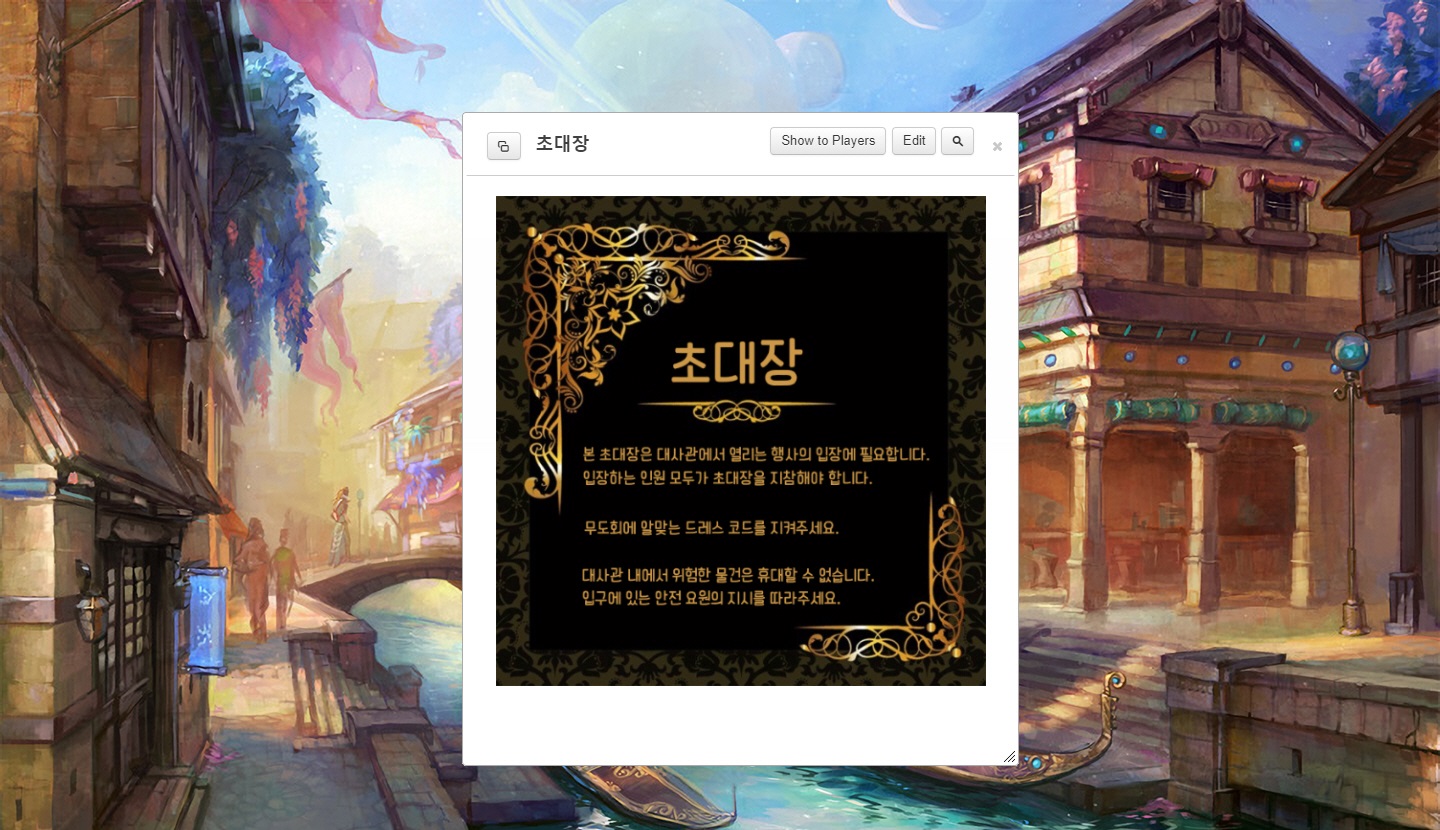 초대장
Show to Players
Edit
초대장
본 초대장은 대사관에서 열리는 행사의 입장에 필요합니다.
입장하는 인원 모두가 초대장을 지참해야 합니다.
무도회에 알맞는 드레스 코드를 지켜주세요.
대사관 내에서 위험한 물건은 휴대할 수 없습니다.
입구에 있는 안전 요원의 지시를 따라주세요.